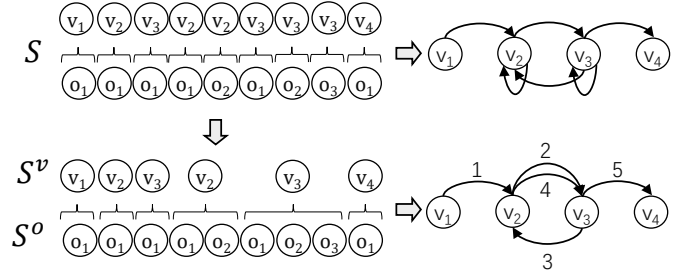 v₁ v₂ v₃ v₂ v₂ v₃ v₃ v₃ v₄
S
o₁ o₁ o₁ o₁ o₂ o₁ o₂ o₃ o₁
v₁ v₂ v₃ v₄
Sᵛ v₁ v₂ v₃ v₂ v₃ v₄
Sᵒ o₁ o₁ o₁ o₁ o₂ o₁ o₂ o₃ o₁
1 2 4 5
v₁ v₂ v₃ v₄
3